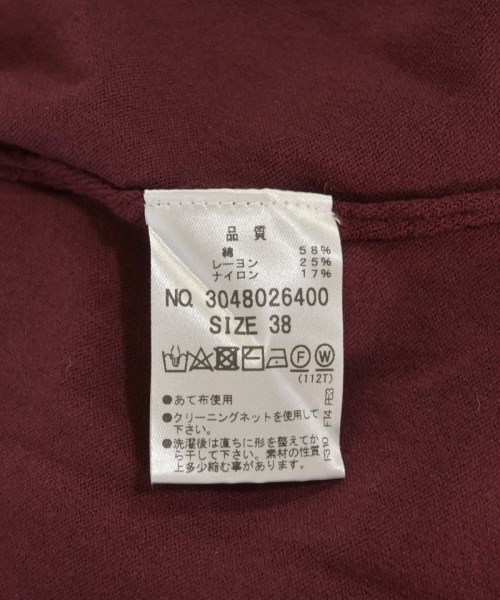 品 質
綿 58%
レーヨン 25%
ナイロン 17%
NO. 3048026400
SIZE 38
F W
(112T)
●あて布使用
●クリーニングネットを使用して
下さい。
●洗濯後は直ちに形を整えてか
ら干して下さい。素材の性質
上多少縮む事があります。
F14 F23